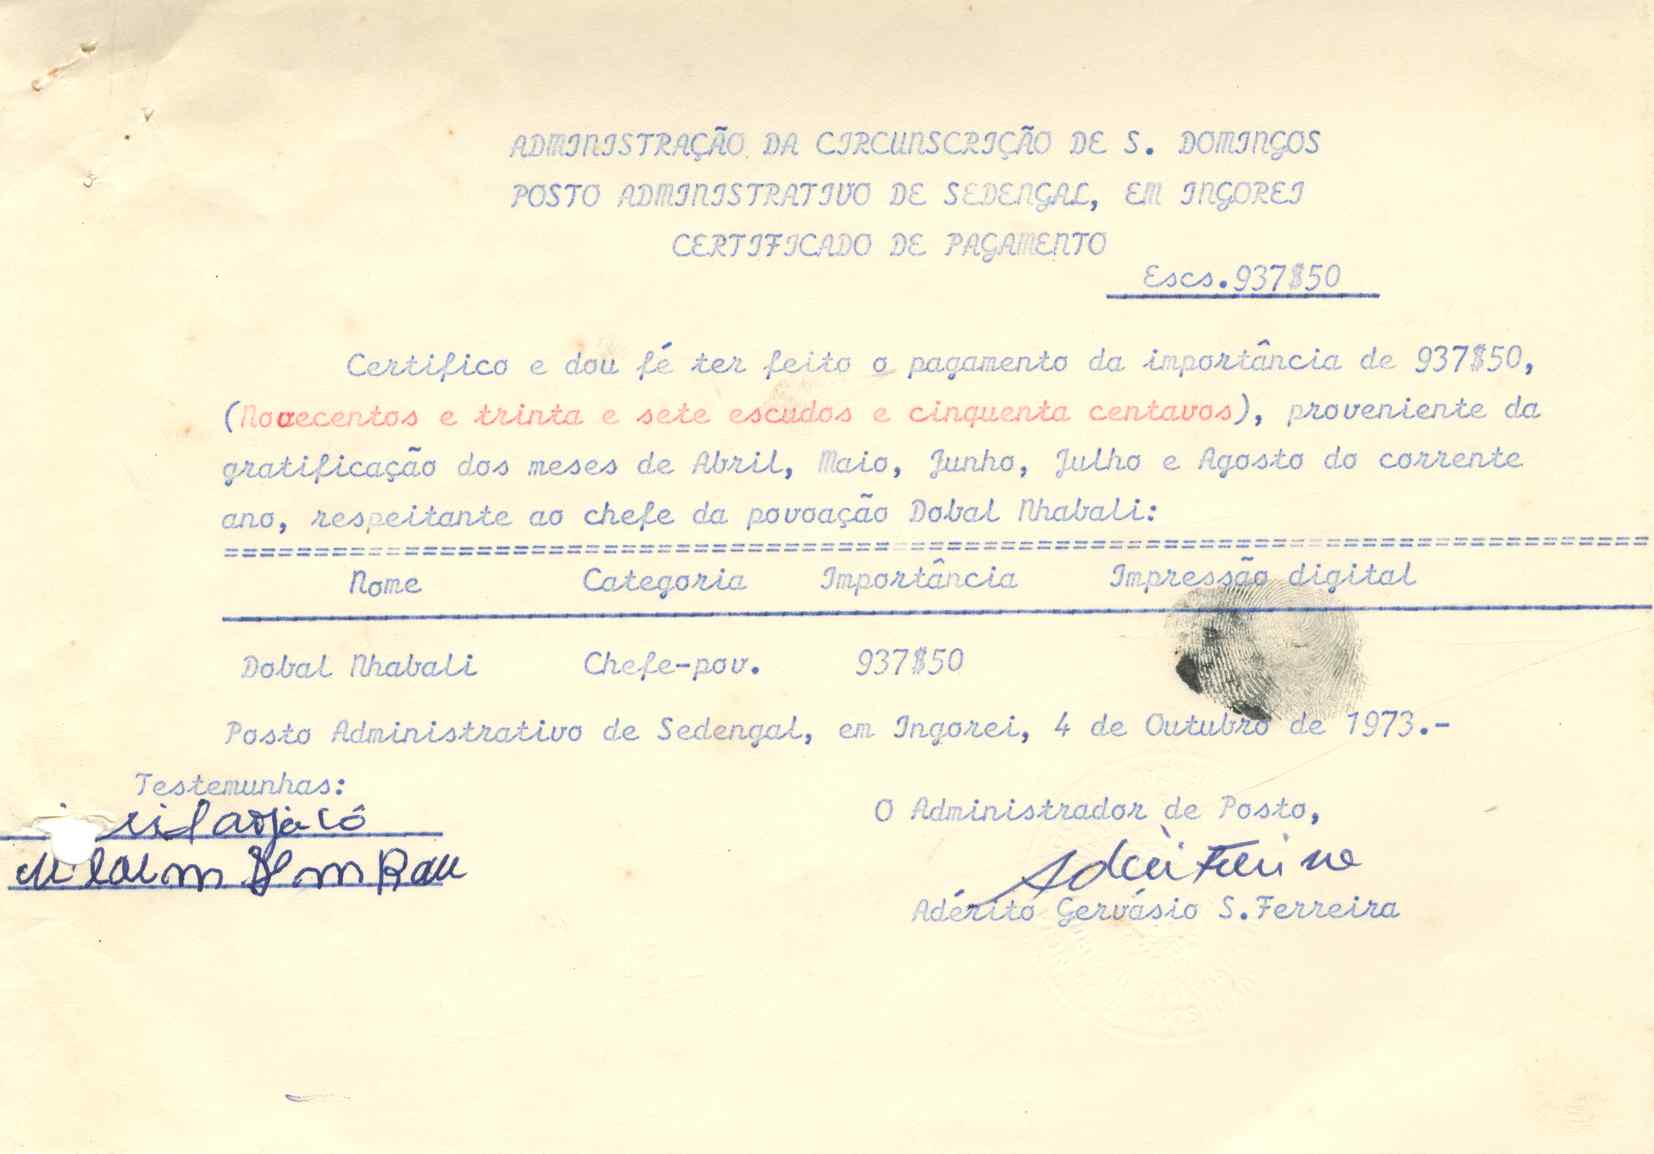 ADMINISTRAÇÃO DA CIRCUNSCRIÇÃO DE S. DOMINGOS
POSTO ADMINISTRATIVO DE SEDENGAL, EM INGOREI
CERTIFICADO DE PAGAMENTO
Escs.937$50
Certifico e dou fé ter feito o pagamento da importância de 937$50,
(Novecentos e trinta e sete escudos e cinquenta centavos), proveniente da
gratificação dos meses de Abril, Maio, Junho, Julho e Agosto do corrente
ano, respeitante ao chefe da povoação Dobal Nhabali:
Nome Categoria Importância Impressão digital
Dobal Nhabali Chefe-pov. 937$50
Posto Administrativo de Sedengal, em Ingorei, 4 de Outubro de 1973.-
Testemunhas:
O Administrador de Posto,
Adérito Gervásio S.Ferreira